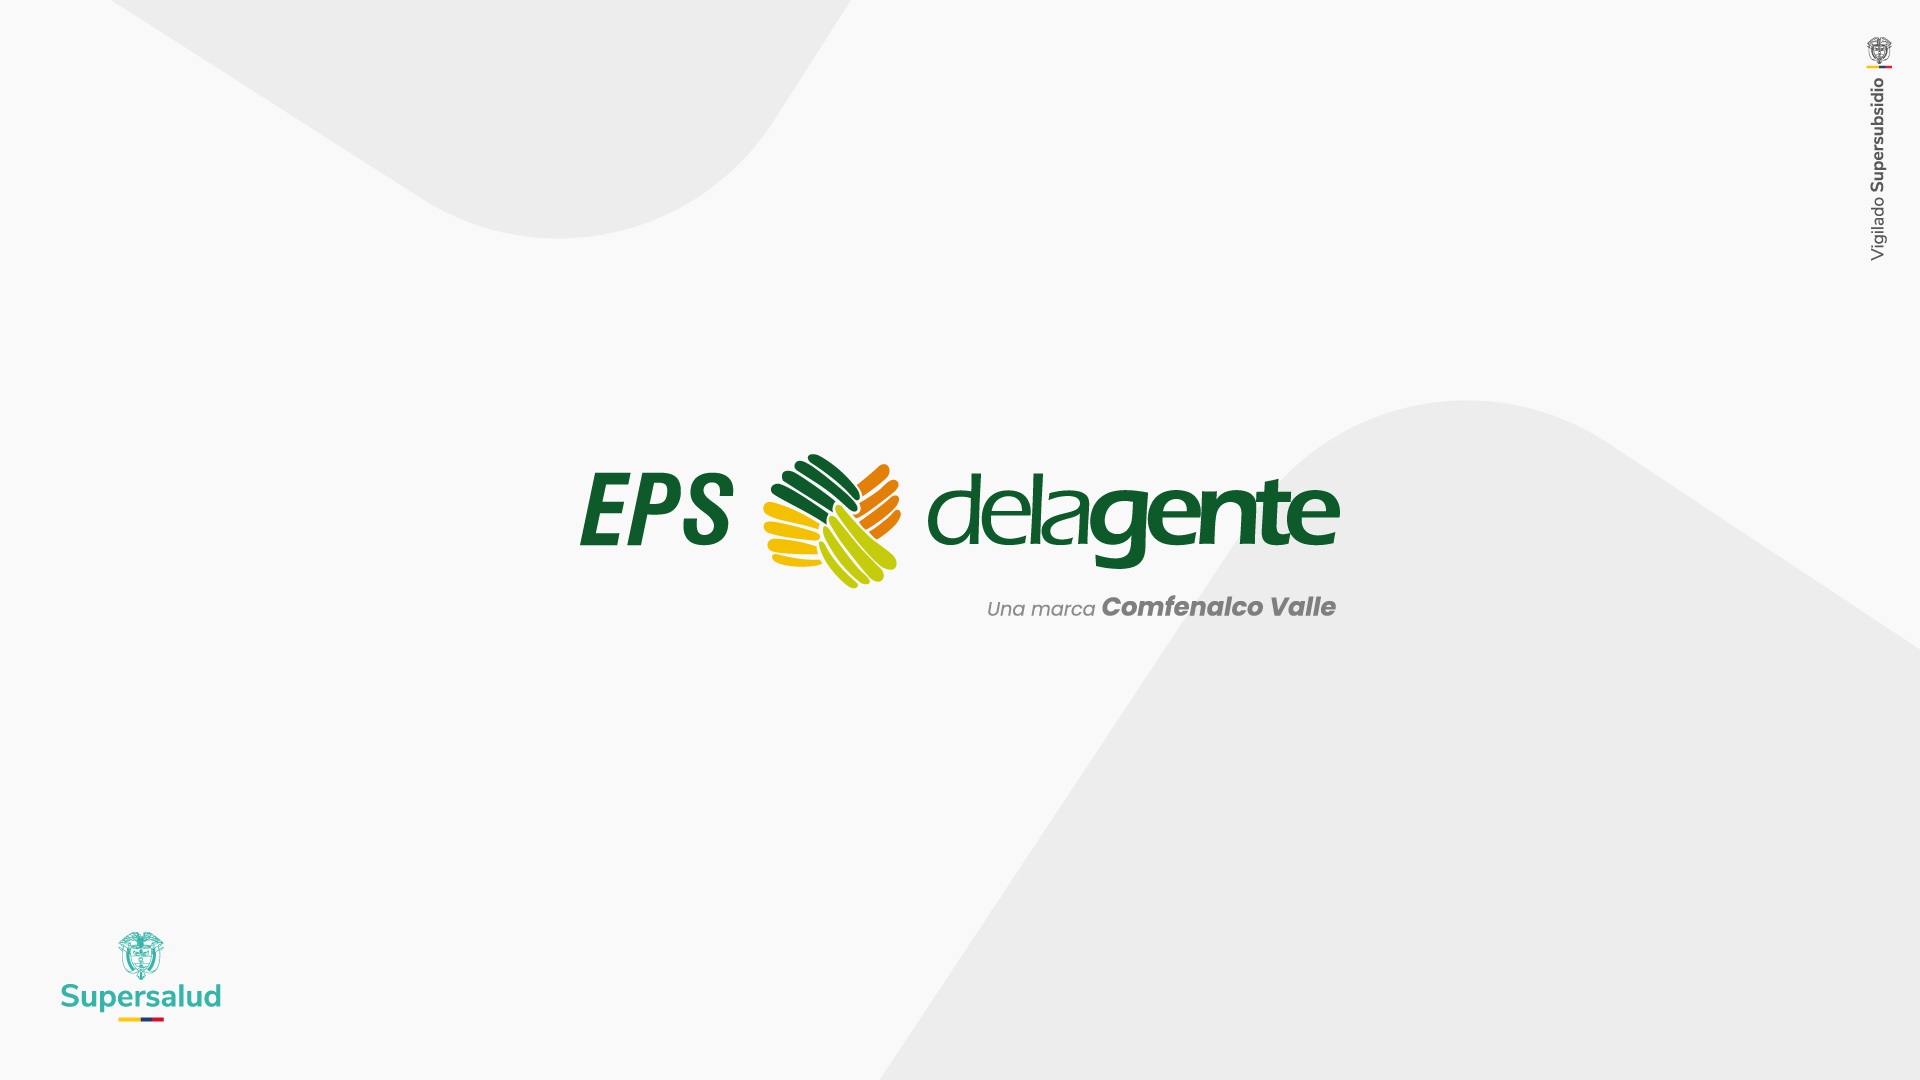 Vigilado Supersubsidio
EPS delagente
Una marca Comfenalco Valle
Supersalud